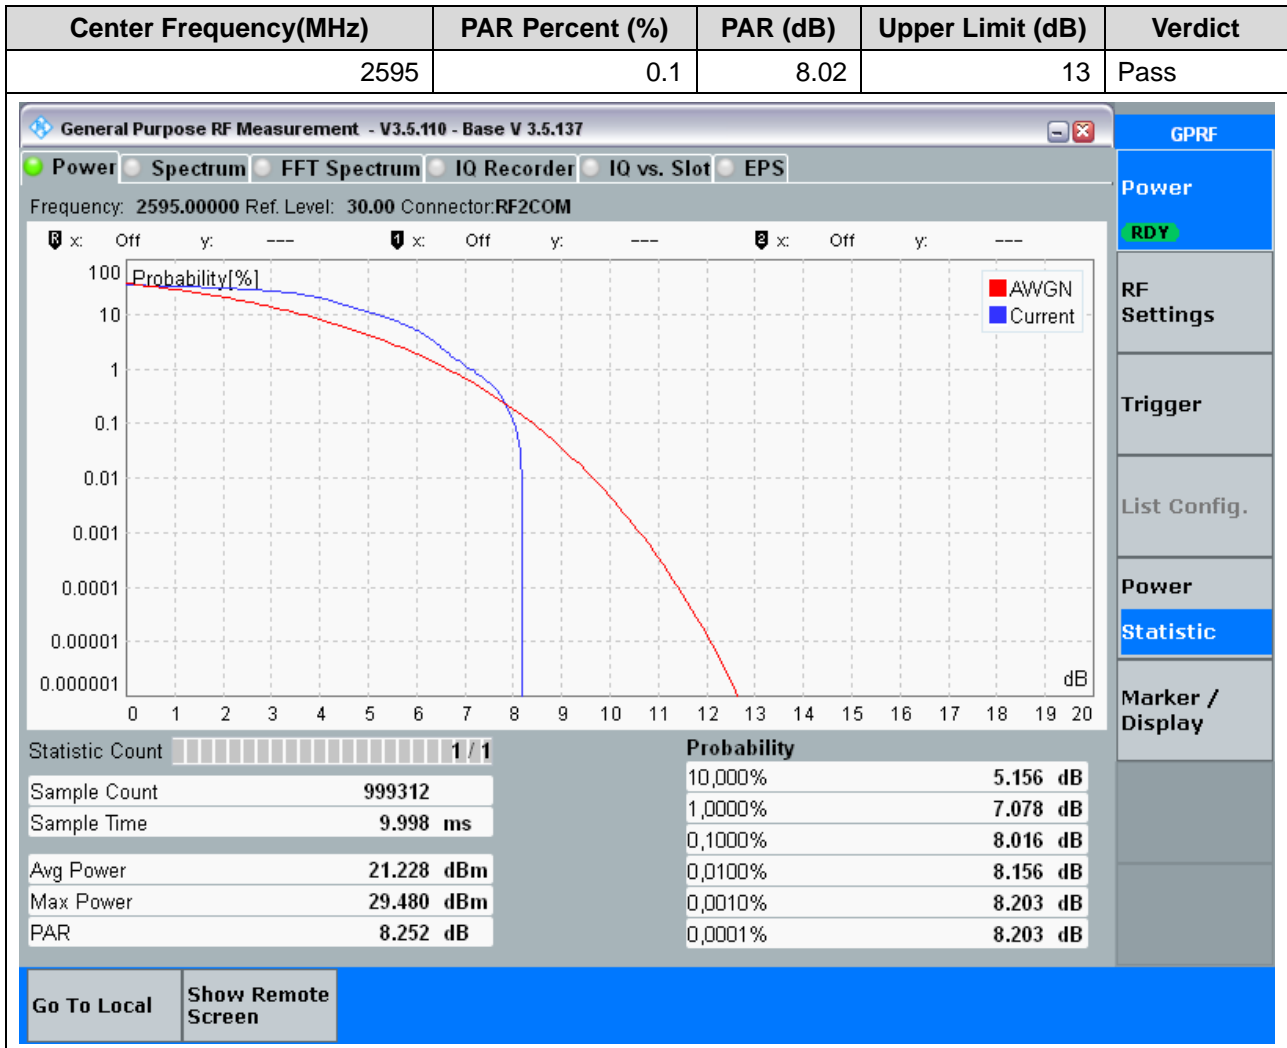 Center Frequency(MHz) PAR Percent (%) PAR (dB) Upper Limit (dB) Verdict
2595 0.1 8.02 13 Pass
General Purpose RF Measurement - V3.5.110 - Base V 3.5.137
GPRF
Power Spectrum FFT Spectrum IQ Recorder IQ vs. Slot EPS
Power
RDY
Frequency: 2595.00000 Ref. Level: 30.00 Connector:RF2COM
R x: Off y: --- 1 x: Off y: --- 2 x: Off y: ---
100 Probability[%]
10
1
0.1
0.01
0.001
0.0001
0.00001
0.000001
AWGN
Current
dB
0 1 2 3 4 5 6 7 8 9 10 11 12 13 14 15 16 17 18 19 20
RF
Settings
Trigger
List Config.
Power
Statistic
Marker /
Display
Statistic Count 1 / 1
Sample Count 999312
Sample Time 9.998 ms
Avg Power 21.228 dBm
Max Power 29.480 dBm
PAR 8.252 dB
Probability
10,000% 5.156 dB
1,0000% 7.078 dB
0,1000% 8.016 dB
0,0100% 8.156 dB
0,0010% 8.203 dB
0,0001% 8.203 dB
Go To Local
Show Remote
Screen